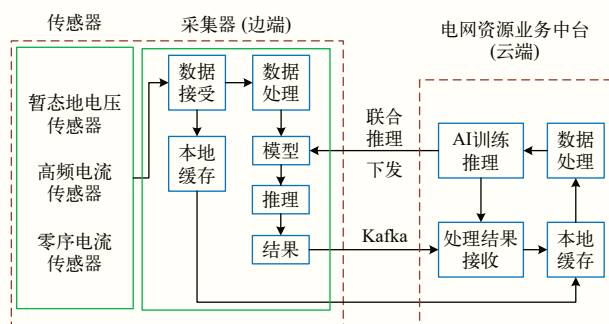 传感器
采集器 (边端)
电网资源业务中台
(云端)
暂态地电压
传感器
高频电流
传感器
零序电流
传感器
数据
接受
数据
处理
本地
缓存
模型
推理
结果
联合
推理
下发
Kafka
AI训练
推理
数据
处理
处理结果
接收
本地
缓存